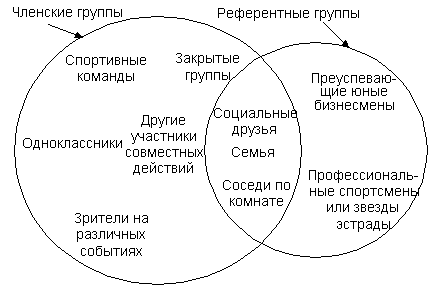 Членские группы
Референтные группы
Спортивные
команды
Закрытые
группы
Преуспеваю-
щие юные
бизнесмены
Другие
участники
совместных
действий
Социальные
друзья
Одноклассники
Семья
Соседи по
комнате
Профессиональ-
ные спортсмены
или звезды
эстрады
Зрители на
различных
событиях